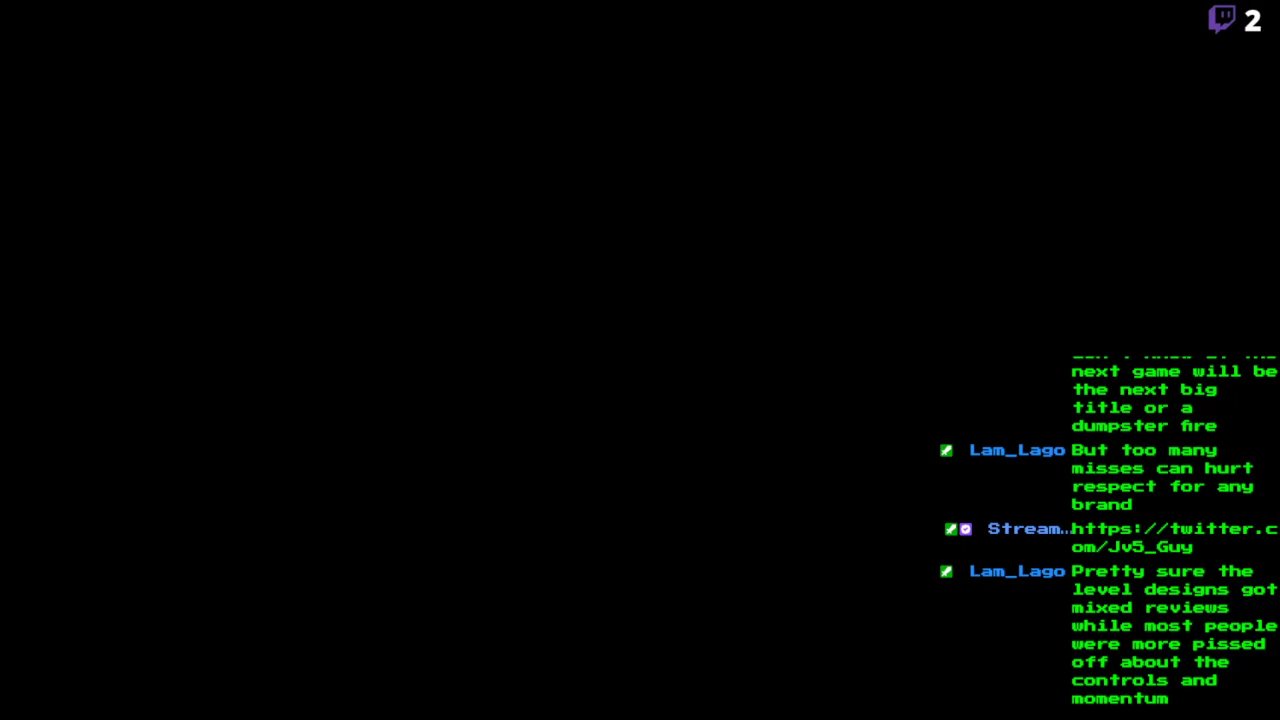 2
next game will be
the next big
title or a
dumpster fire
Lam_Lago But too many
misses can hurt
respect for any
brand
Stream.. https://twitter.c
om/Jv5_Guy
Lam_Lago Pretty sure the
level designs got
mixed reviews
while most people
were more pissed
off about the
controls and
momentum